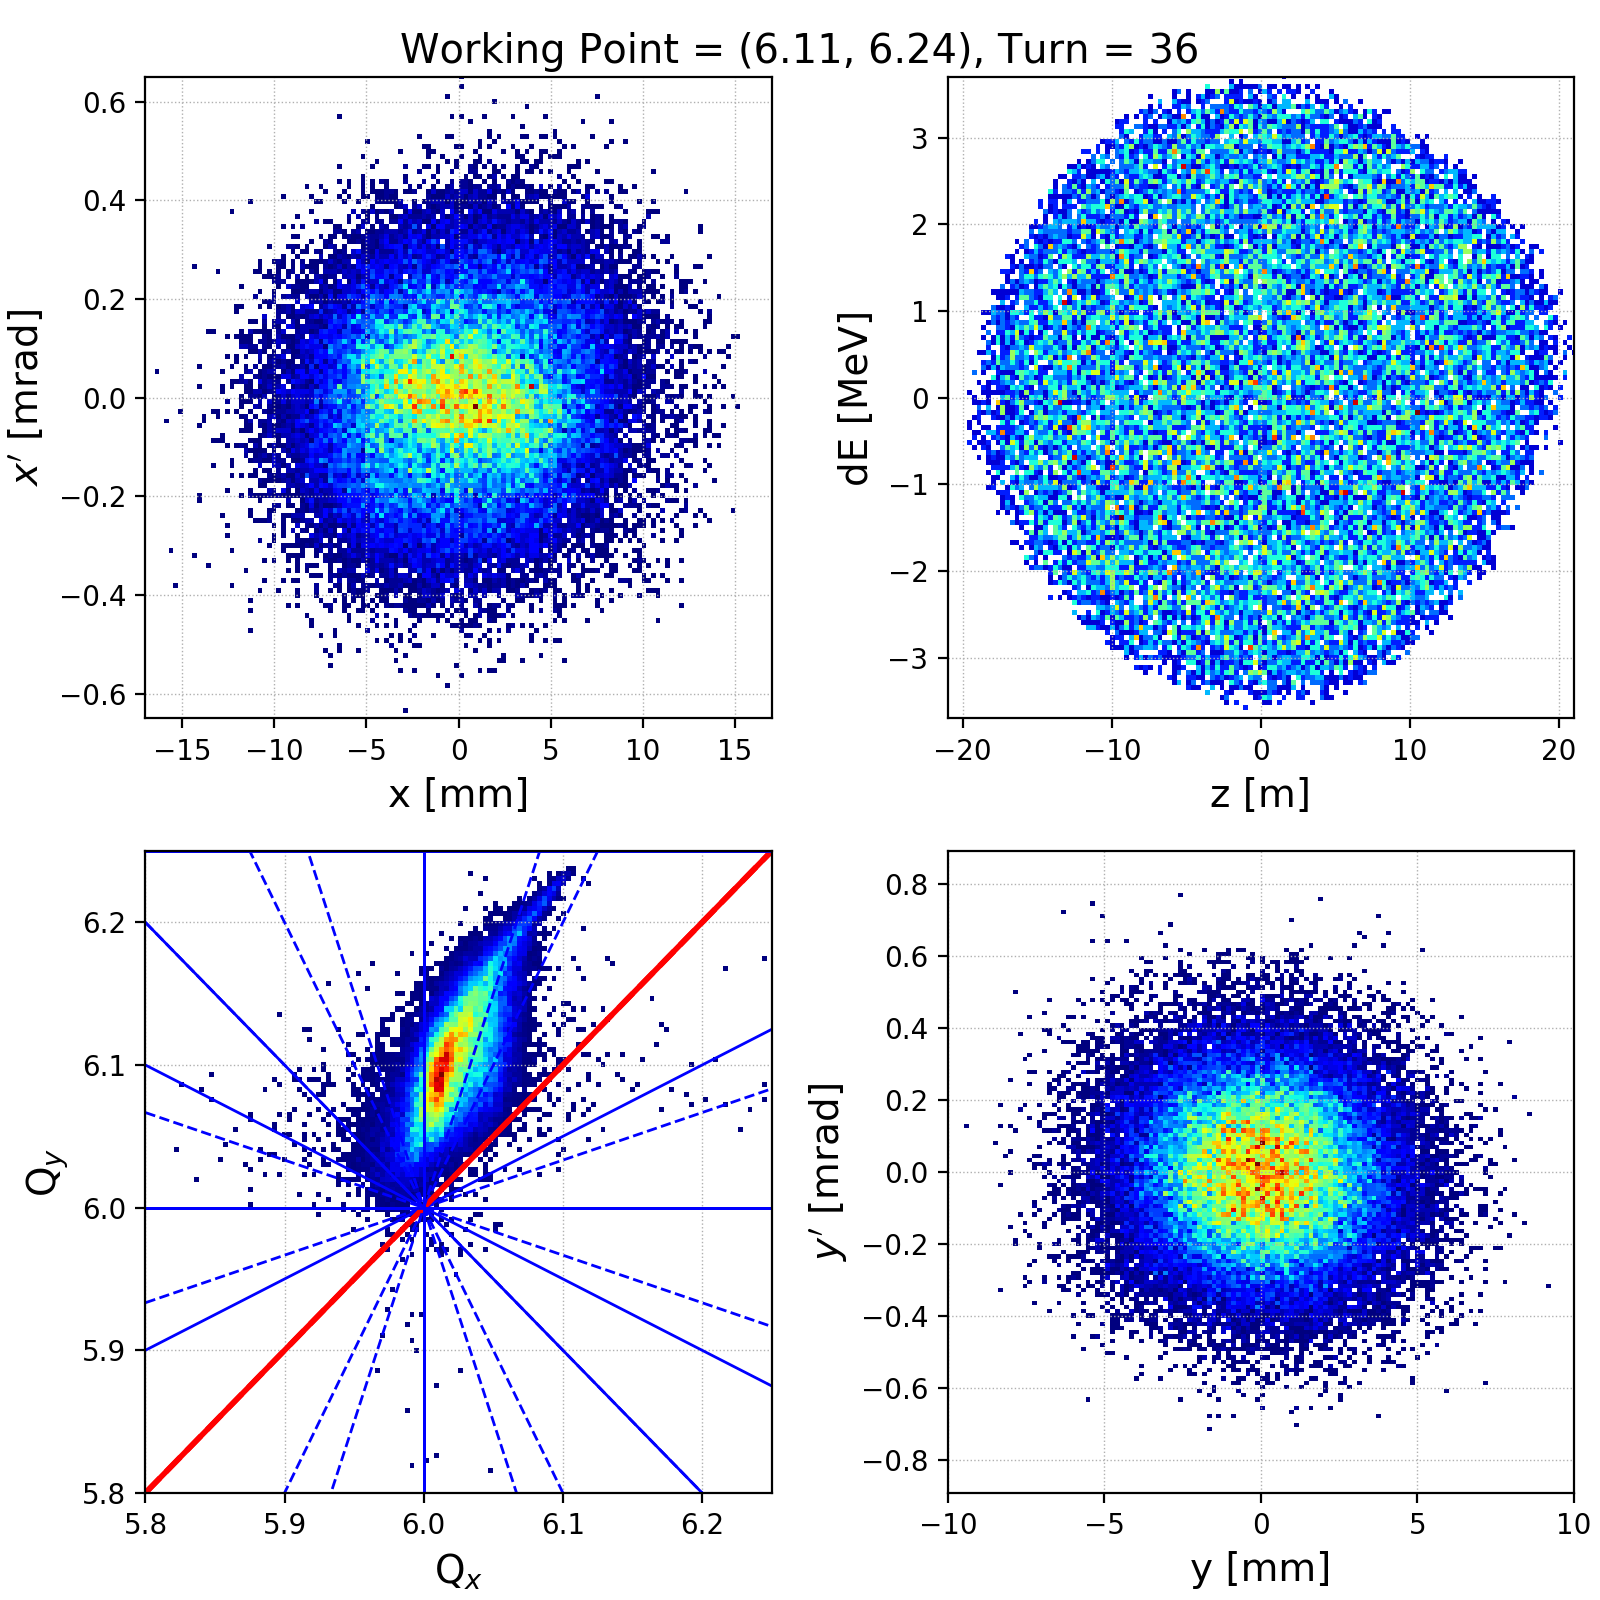 Working Point = (6.11, 6.24), Turn = 36
0.6
0.4
0.2
0.0
−0.2
−0.4
−0.6
x′ [mrad]
−15 −10 −5 0 5 10 15
x [mm]
3
2
1
0
−1
−2
−3
dE [MeV]
−20 −10 0 10 20
z [m]
6.2
6.1
6.0
5.9
5.8
Qy
5.8 5.9 6.0 6.1 6.2
Qx
0.8
0.6
0.4
0.2
0.0
−0.2
−0.4
−0.6
−0.8
y′ [mrad]
−10 −5 0 5 10
y [mm]